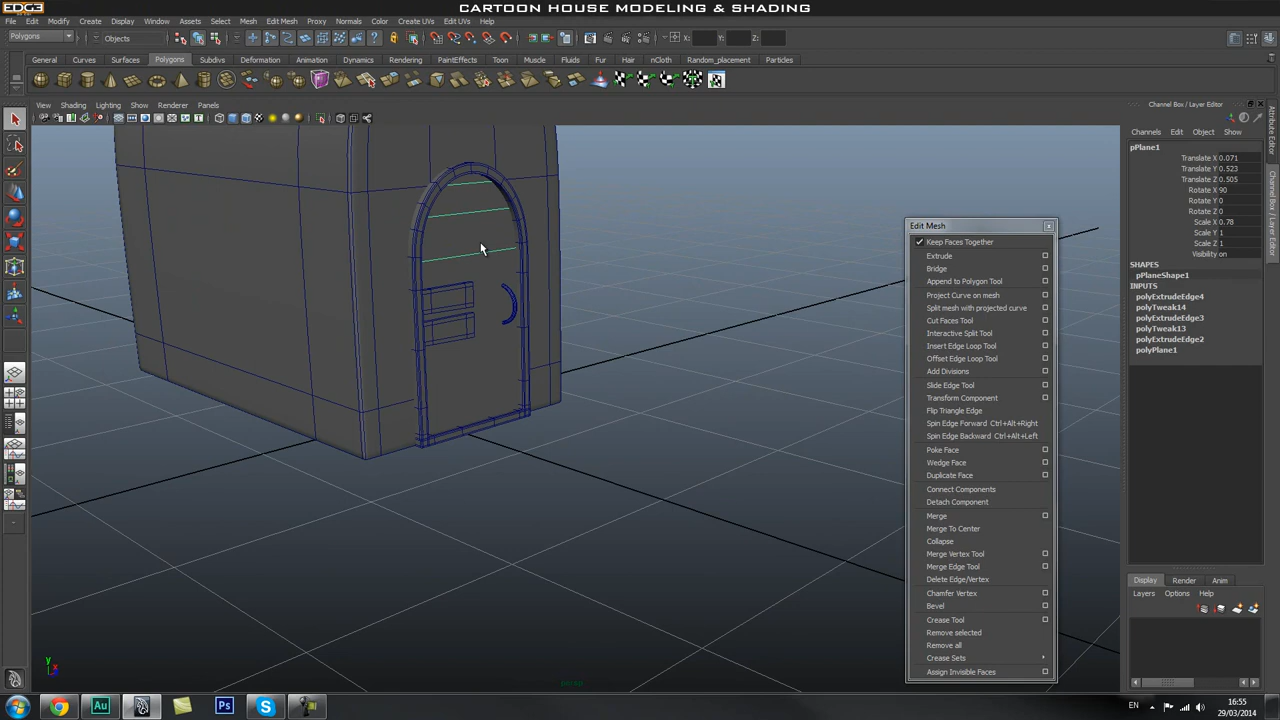 EDGE3
CARTOON HOUSE MODELING & SHADING
File Edit Modify Create Display Window Assets Select Mesh Edit Mesh Proxy Normals Color Create UVs Edit UVs Help
Polygons Objects X: Y: Z:
General Curves Surfaces Polygons Subdivs Deformation Animation Dynamics Rendering PaintEffects Toon Muscle Fluids Fur Hair nCloth Random_placement Particles
View Shading Lighting Show Renderer Panels
Channel Box / Layer Editor
Channels Edit Object Show
pPlane1
Translate X 0.071
Translate Y 0.523
Translate Z 0.505
Rotate X 90
Rotate Y 0
Rotate Z 0
Scale X 0.78
Scale Y 1
Scale Z 1
Visibility on
SHAPES
pPlaneShape1
INPUTS
polyExtrudeEdge4
polyTweak14
polyExtrudeEdge3
polyTweak13
polyExtrudeEdge2
polyPlane1
Attribute Editor
Channel Box / Layer Editor
Edit Mesh
Keep Faces Together
Extrude
Bridge
Append to Polygon Tool
Project Curve on mesh
Split mesh with projected curve
Cut Faces Tool
Interactive Split Tool
Insert Edge Loop Tool
Offset Edge Loop Tool
Add Divisions
Slide Edge Tool
Transform Component
Flip Triangle Edge
Spin Edge Forward Ctrl+Alt+Right
Spin Edge Backward Ctrl+Alt+Left
Poke Face
Wedge Face
Duplicate Face
Connect Components
Detach Component
Merge
Merge To Center
Collapse
Merge Vertex Tool
Merge Edge Tool
Delete Edge/Vertex
Chamfer Vertex
Bevel
Crease Tool
Remove selected
Remove all
Crease Sets
Assign Invisible Faces
Display Render Anim
Layers Options Help
y
x
z
persp
Au
Ps
S
EN
16:55
29/03/2014